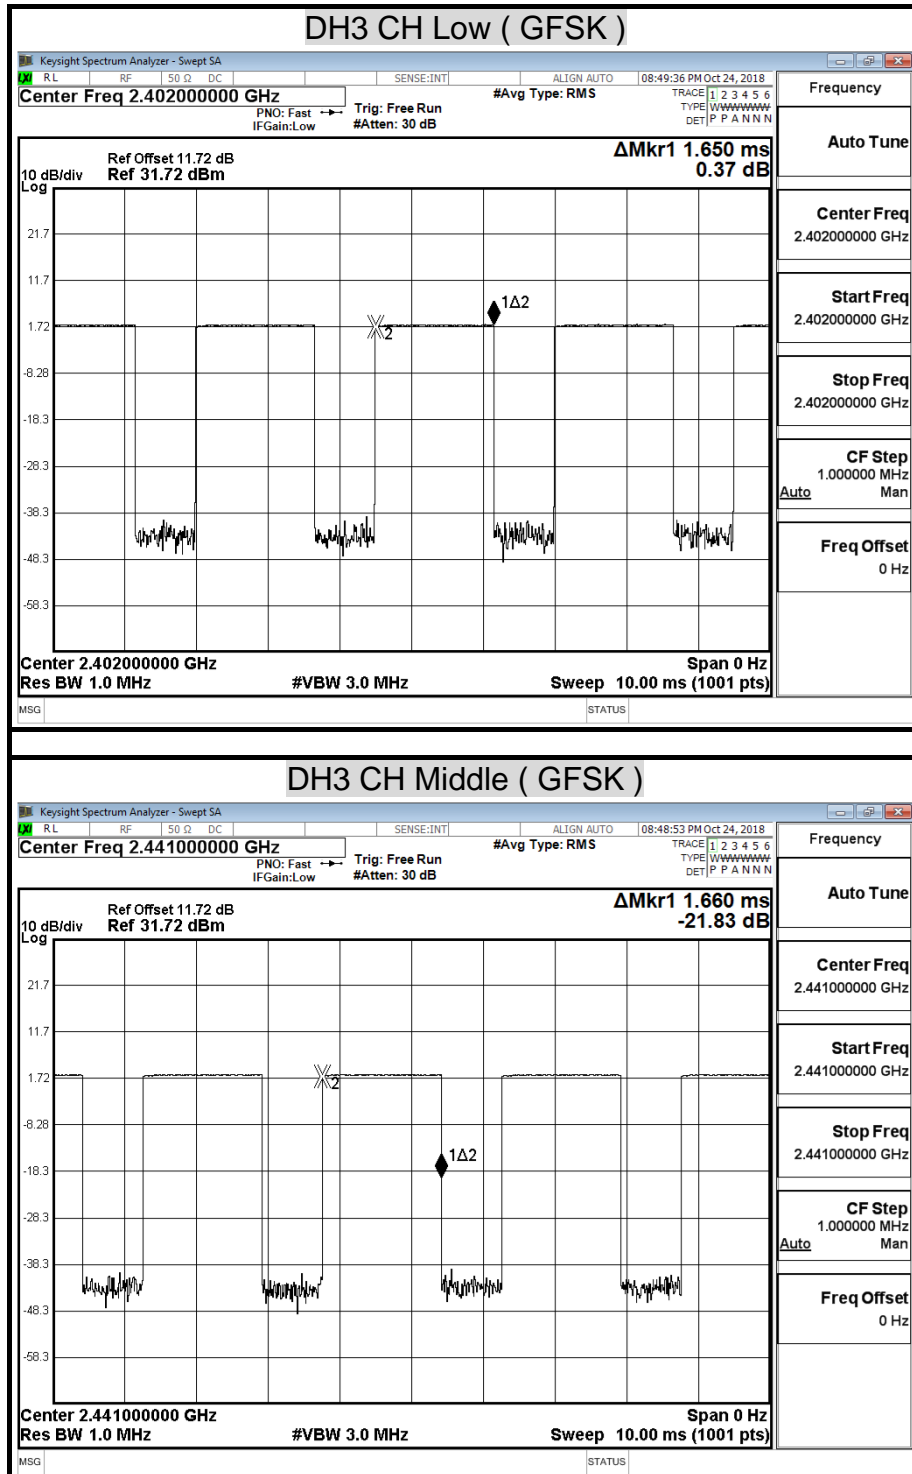 DH3 CH Low ( GFSK )
Keysight Spectrum Analyzer - Swept SA
LXI RL RF 50 Ω DC SENSE:INT ALIGN AUTO 08:49:36 PM Oct 24, 2018
Center Freq 2.402000000 GHz
PNO: Fast
IFGain:Low
Trig: Free Run
#Atten: 30 dB
#Avg Type: RMS
TRACE 1 2 3 4 5 6
TYPE WWWWWW
DET P P A N N N
Frequency
Auto Tune
Center Freq
2.402000000 GHz
Start Freq
2.402000000 GHz
Stop Freq
2.402000000 GHz
CF Step
1.000000 MHz
Auto Man
Freq Offset
0 Hz
ΔMkr1 1.650 ms
0.37 dB
Ref Offset 11.72 dB
10 dB/div Ref 31.72 dBm
Log
21.7
11.7
1.72
-8.28
-18.3
-28.3
-38.3
-48.3
-58.3
1Δ2
2
Center 2.402000000 GHz Span 0 Hz
Res BW 1.0 MHz #VBW 3.0 MHz Sweep 10.00 ms (1001 pts)
MSG STATUS
DH3 CH Middle ( GFSK )
Keysight Spectrum Analyzer - Swept SA
LXI RL RF 50 Ω DC SENSE:INT ALIGN AUTO 08:48:53 PM Oct 24, 2018
Center Freq 2.441000000 GHz
PNO: Fast
IFGain:Low
Trig: Free Run
#Atten: 30 dB
#Avg Type: RMS
TRACE 1 2 3 4 5 6
TYPE WWWWWW
DET P P A N N N
Frequency
Auto Tune
Center Freq
2.441000000 GHz
Start Freq
2.441000000 GHz
Stop Freq
2.441000000 GHz
CF Step
1.000000 MHz
Auto Man
Freq Offset
0 Hz
ΔMkr1 1.660 ms
-21.83 dB
Ref Offset 11.72 dB
10 dB/div Ref 31.72 dBm
Log
21.7
11.7
1.72
-8.28
-18.3
-28.3
-38.3
-48.3
-58.3
2
1Δ2
Center 2.441000000 GHz Span 0 Hz
Res BW 1.0 MHz #VBW 3.0 MHz Sweep 10.00 ms (1001 pts)
MSG STATUS